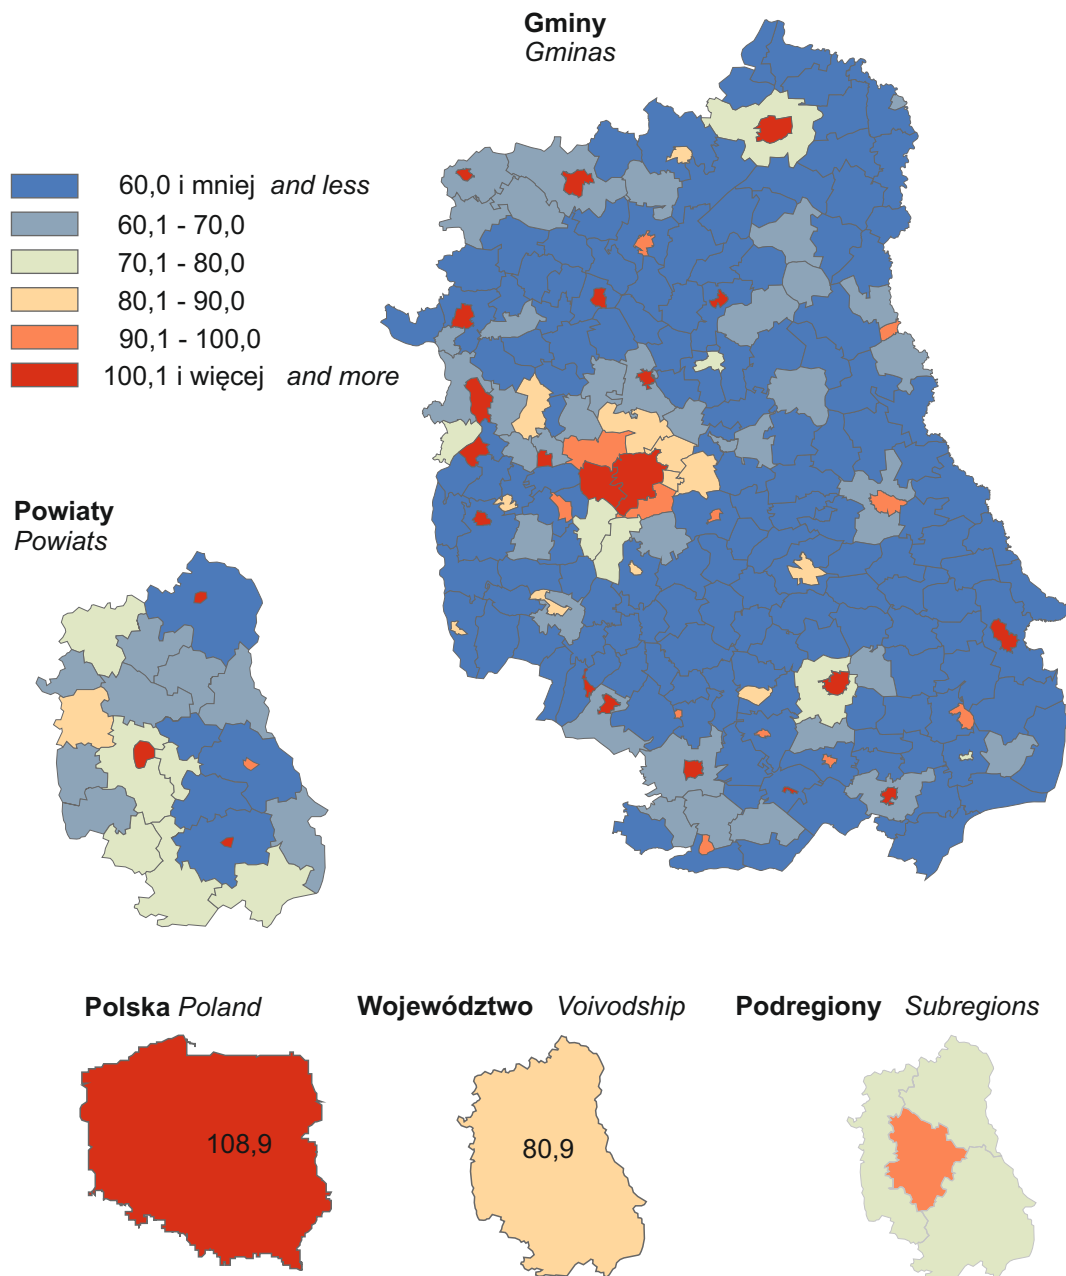 Gminy
Gminas
60,0 i mniej and less
60,1 - 70,0
70,1 - 80,0
80,1 - 90,0
90,1 - 100,0
100,1 i więcej and more
Powiaty
Powiats
Polska Poland
108,9
Województwo Voivodship
80,9
Podregiony Subregions